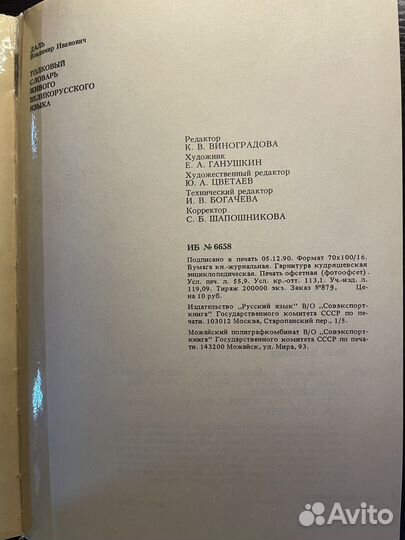 ДАЛЬ
Владимир Иванович
ТОЛКОВЫЙ
СЛОВАРЬ
ЖИВОГО
ВЕЛИКОРУССКОГО
ЯЗЫКА
Редактор
К. В. ВИНОГРАДОВА
Художник
Е. А. ГАНУШКИН
Художественный редактор
Ю. А. ЦВЕТАЕВ
Технический редактор
И. В. БОГАЧЕВА
Корректор
С. Б. ШАПОШНИКОВА
ИБ № 6658
Подписано в печать 05.12.90. Формат 70х100/16.
Бумага кн.-журнальная. Гарнитура кудряшевская
энциклопедическая. Печать офсетная (фотоофсет).
Усл. печ. л. 55,9. Усл. кр.-отт. 113,1. Уч.-изд. л.
119,09. Тираж 200000 экз. Заказ №879. Це-
на 10 руб.
Издательство „Русский язык" В/О „Совэкспорт-
книга" Государственного комитета СССР по пе-
чати. 103012 Москва, Старопанский пер., 1/5.
Можайский полиграфкомбинат В/О „Совэкспорт-
книга" Государственного комитета СССР по печа-
ти. 143200 Можайск, ул. Мира, 93.
Avito